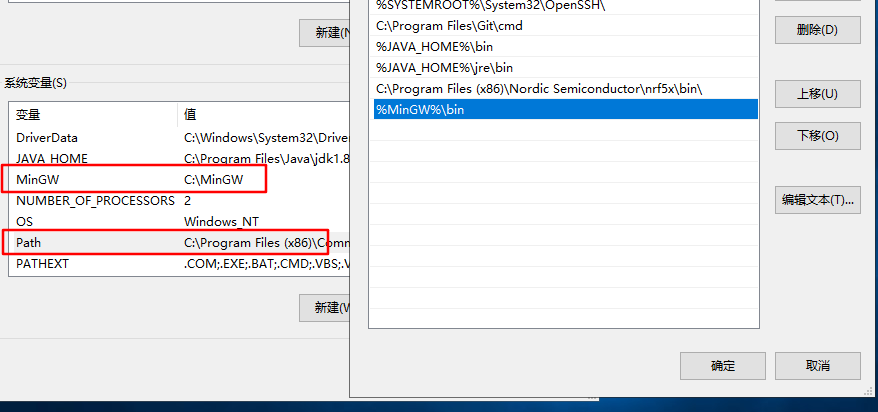 新建(N
系统变量(S)
变量 值
DriverData C:\Windows\System32\Driver
JAVA_HOME C:\Program Files\Java\jdk1.8
MinGW C:\MinGW
NUMBER_OF_PROCESSORS 2
OS Windows_NT
Path C:\Program Files (x86)\Comm
PATHEXT .COM;.EXE;.BAT;.CMD;.VBS;.V
新建(W
%SYSTEMROOT%\System32\OpenSSH\
C:\Program Files\Git\cmd
%JAVA_HOME%\bin
%JAVA_HOME%\jre\bin
C:\Program Files (x86)\Nordic Semiconductor\nrf5x\bin\
%MinGW%\bin
删除(D)
上移(U)
下移(O)
编辑文本(T)...
确定
取消